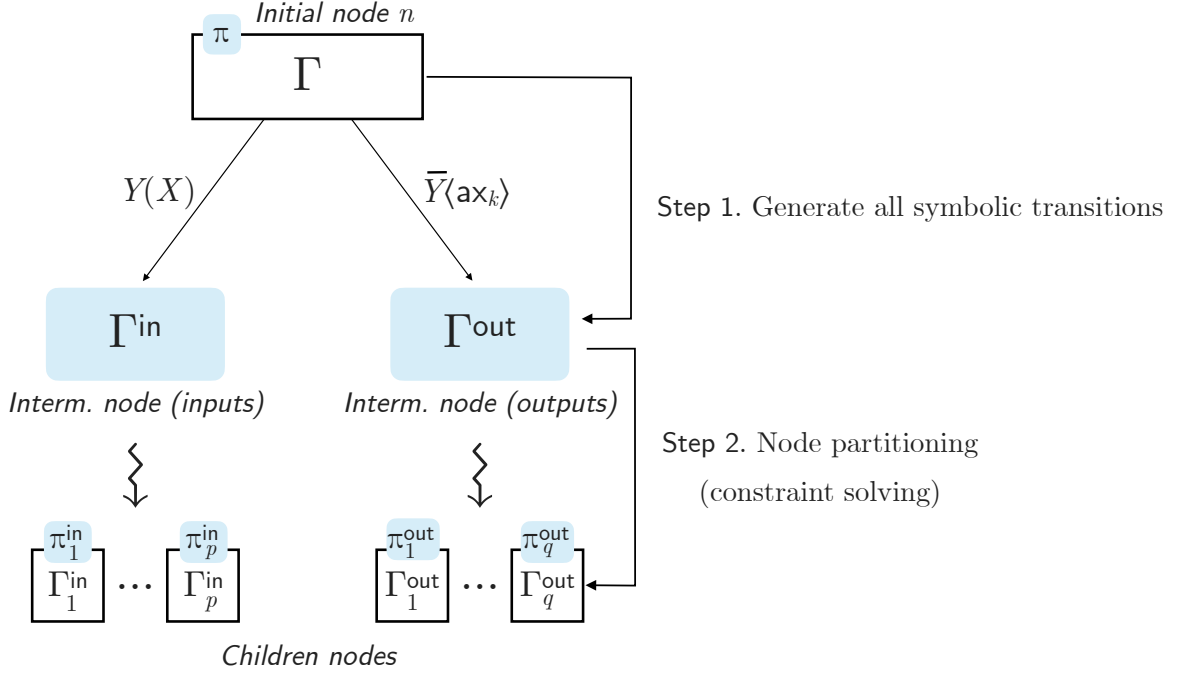 Initial node n
π
Γ
Y(X)
Ȳ⟨ax_k⟩
Step 1. Generate all symbolic transitions
Γ^in
Γ^out
Interm. node (inputs)
Interm. node (outputs)
Step 2. Node partitioning
(constraint solving)
π_1^in
π_p^in
π_1^out
π_q^out
Γ_1^in
...
Γ_p^in
Γ_1^out
...
Γ_q^out
Children nodes